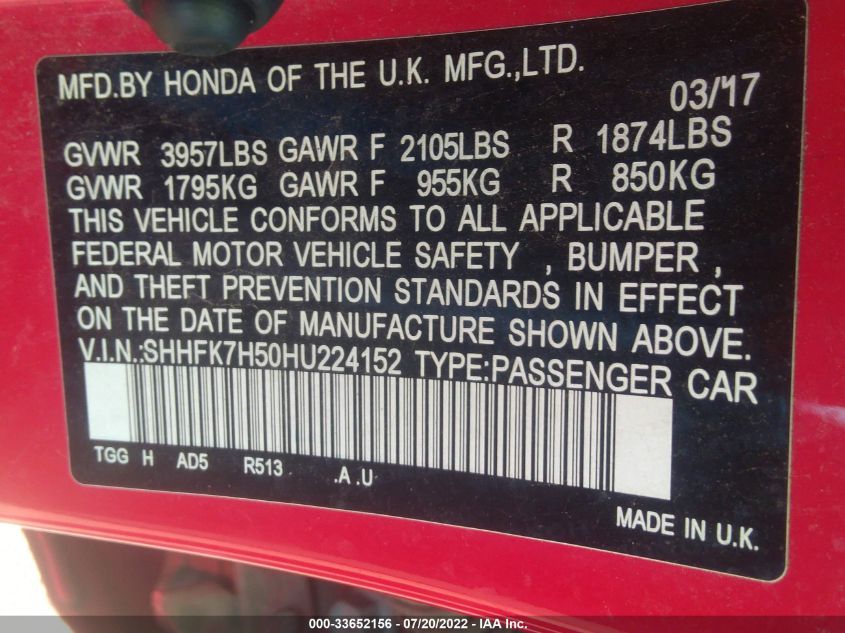 MFD.BY HONDA OF THE U.K. MFG.,LTD.
03/17
GVWR 3957LBS GAWR F 2105LBS R 1874LBS
GVWR 1795KG GAWR F 955KG R 850KG
THIS VEHICLE CONFORMS TO ALL APPLICABLE
FEDERAL MOTOR VEHICLE SAFETY , BUMPER ,
AND THEFT PREVENTION STANDARDS IN EFFECT
ON THE DATE OF MANUFACTURE SHOWN ABOVE.
V.I.N.:SHHFK7H50HU224152 TYPE:PASSENGER CAR
TGG H AD5 R513 .A .U
MADE IN U.K.
000-33652156 - 07/20/2022 - IAA Inc.